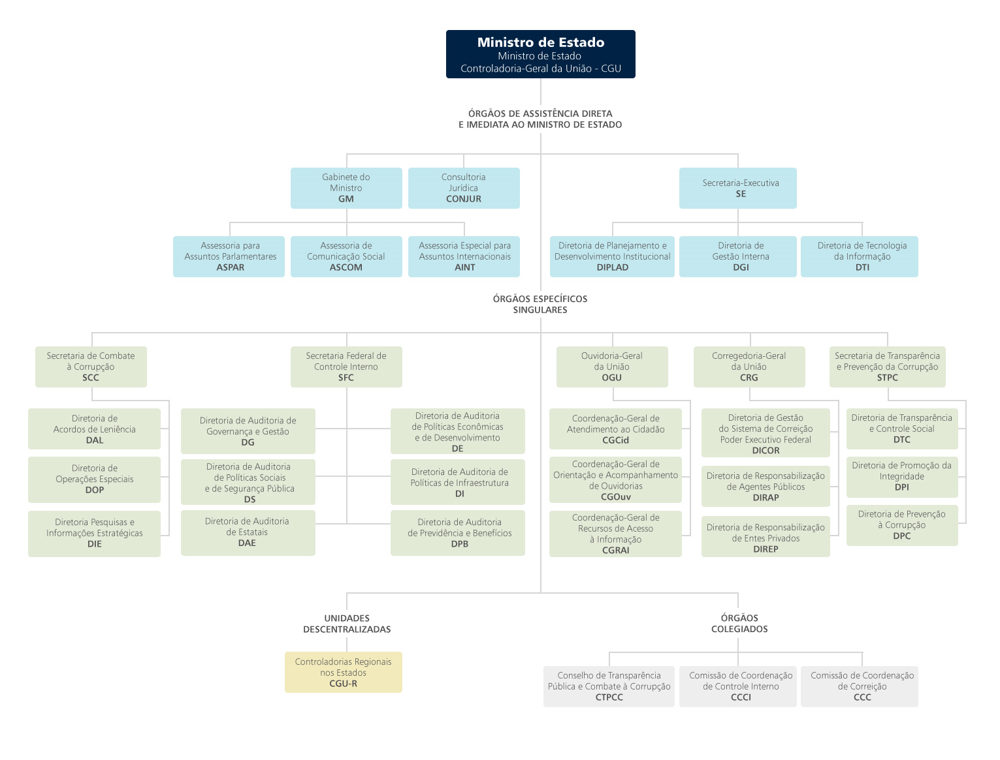 Ministro de Estado
Ministro de Estado
Controladoria-Geral da União - CGU
ÓRGÃOS DE ASSISTÊNCIA DIRETA
E IMEDIATA AO MINISTRO DE ESTADO
Gabinete do
Ministro
GM
Consultoria
Jurídica
CONJUR
Secretaria-Executiva
SE
Assessoria para
Assuntos Parlamentares
ASPAR
Assessoria de
Comunicação Social
ASCOM
Assessoria Especial para
Assuntos Internacionais
AINT
Diretoria de Planejamento e
Desenvolvimento Institucional
DIPLAD
Diretoria de
Gestão Interna
DGI
Diretoria de Tecnologia
da Informação
DTI
ÓRGÃOS ESPECÍFICOS
SINGULARES
Secretaria de Combate
à Corrupção
SCC
Secretaria Federal de
Controle Interno
SFC
Ouvidoria-Geral
da União
OGU
Corregedoria-Geral
da União
CRG
Secretaria de Transparência
e Prevenção da Corrupção
STPC
Diretoria de
Acordos de Leniência
DAL
Diretoria de
Operações Especiais
DOP
Diretoria Pesquisas e
Informações Estratégicas
DIE
Diretoria de Auditoria de
Governança e Gestão
DG
Diretoria de Auditoria
de Políticas Sociais
e de Segurança Pública
DS
Diretoria de Auditoria
de Estatais
DAE
Diretoria de Auditoria
de Políticas Econômicas
e de Desenvolvimento
DE
Diretoria de Auditoria de
Políticas de Infraestrutura
DI
Diretoria de Auditoria
de Previdência e Benefícios
DPB
Coordenação-Geral de
Atendimento ao Cidadão
CGCid
Coordenação-Geral de
Orientação e Acompanhamento
de Ouvidorias
CGOuv
Coordenação-Geral de
Recursos de Acesso
à Informação
CGRAI
Diretoria de Gestão
do Sistema de Correição
Poder Executivo Federal
DICOR
Diretoria de Responsabilização
de Agentes Públicos
DIRAP
Diretoria de Responsabilização
de Entes Privados
DIREP
Diretoria de Transparência
e Controle Social
DTC
Diretoria de Promoção da
Integridade
DPI
Diretoria de Prevenção
à Corrupção
DPC
UNIDADES
DESCENTRALIZADAS
Controladorias Regionais
nos Estados
CGU-R
ÓRGÃOS
COLEGIADOS
Conselho de Transparência
Pública e Combate à Corrupção
CTPCC
Comissão de Coordenação
de Controle Interno
CCCI
Comissão de Coordenação
de Correição
CCC